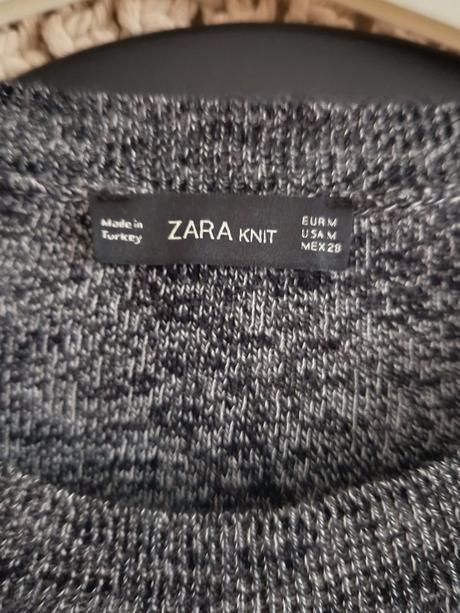 Made in
Turkey
ZARA KNIT
EUR M
USA M
MEX 28